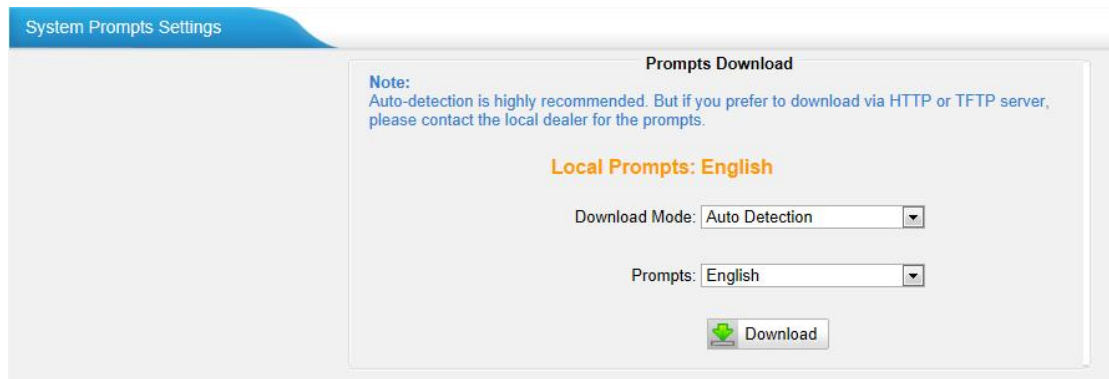 System Prompts Settings
Prompts Download
Note:
Auto-detection is highly recommended. But if you prefer to download via HTTP or TFTP server,
please contact the local dealer for the prompts.
Local Prompts: English
Download Mode: Auto Detection
Prompts: English
Download